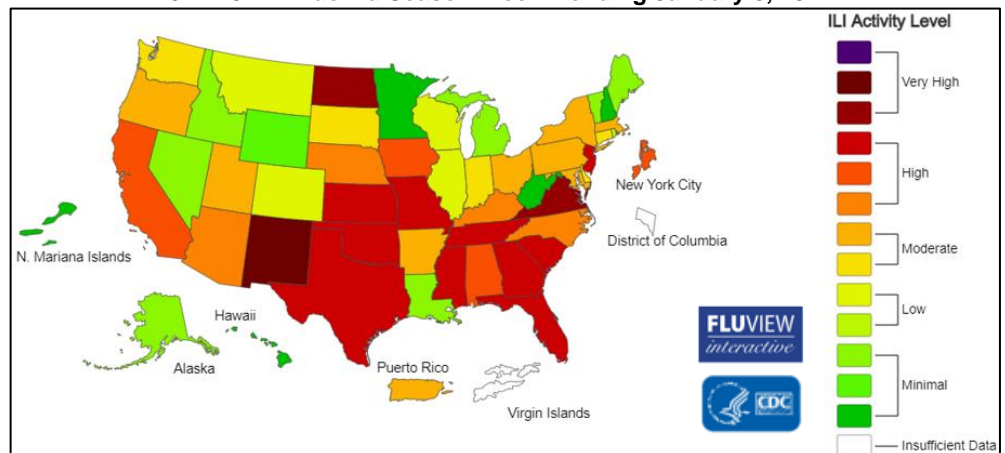 ILI Activity Level
Very High
High
Moderate
Low
Minimal
Insufficient Data
New York City
District of Columbia
N. Mariana Islands
Hawaii
Alaska
Puerto Rico
Virgin Islands
FLUVIEW
interactive
CDC